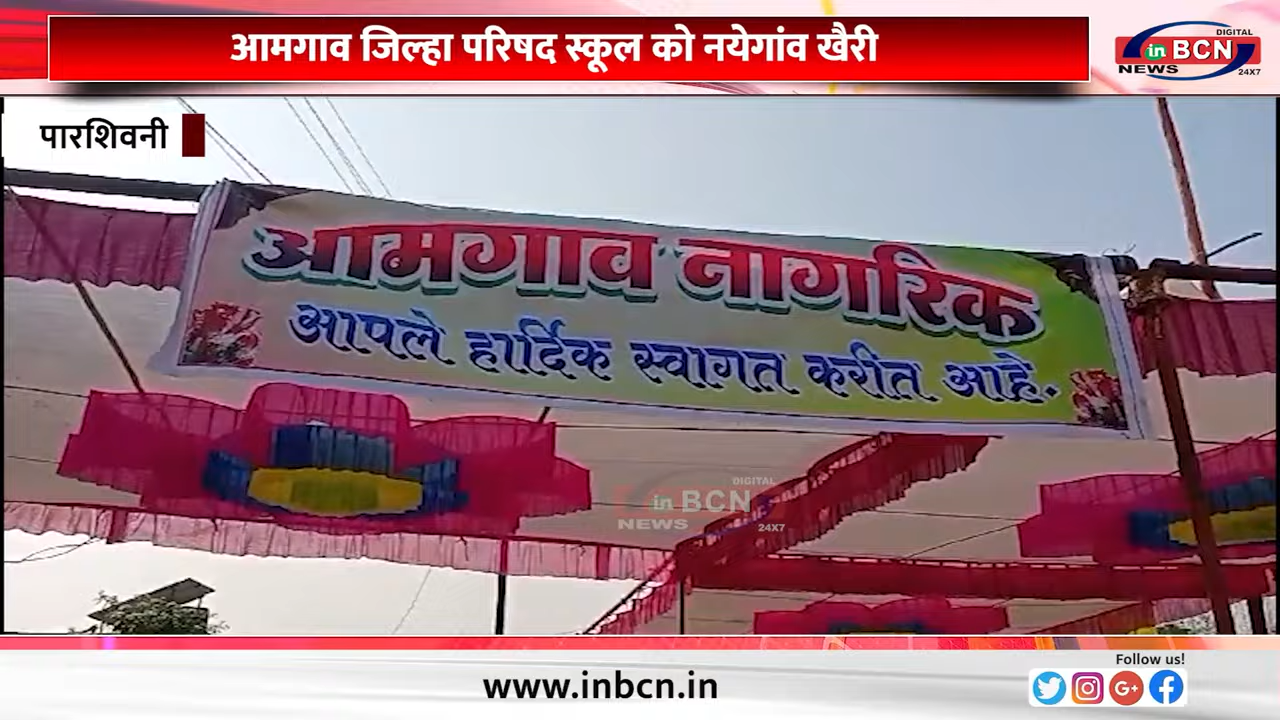 आमगाव जिल्हा परिषद स्कूल को नयेगांव खैरी
DIGITAL
in BCN
NEWS 24X7
पारशिवनी
आमगाव नागरिक
आपले हार्दिक स्वागत करीत आहे.
DIGITAL
in BCN
NEWS 24X7
www.inbcn.in
Follow us!